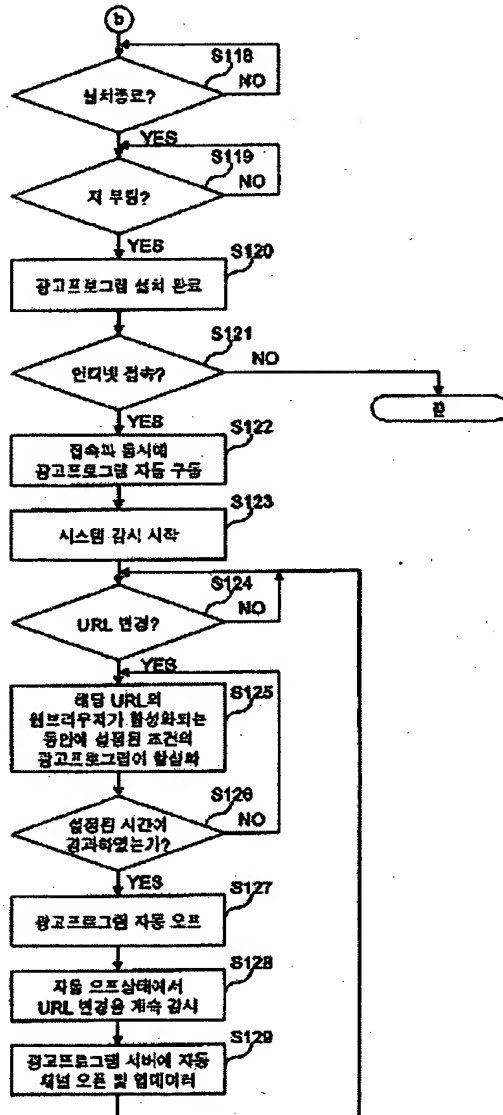 b
S118
NO
설치종료?
YES
S119
NO
재 부팅?
YES
S120
광고프로그램 설치 완료
S121
NO
인터넷 접속?
끝
YES
S122
접속과 동시에
광고프로그램 자동 구동
S123
시스템 감시 시작
S124
NO
URL 변경?
YES
S125
해당 URL의
웹브라우저가 활성화되는
동안에 설정된 조건의
광고프로그램이 활성화
S126
NO
설정된 시간이
경과하였는가?
YES
S127
광고프로그램 자동 오프
S128
자동 오프상태에서
URL 변경을 계속 감시
S129
광고프로그램 서버에 자동
채널 오픈 및 업데이터